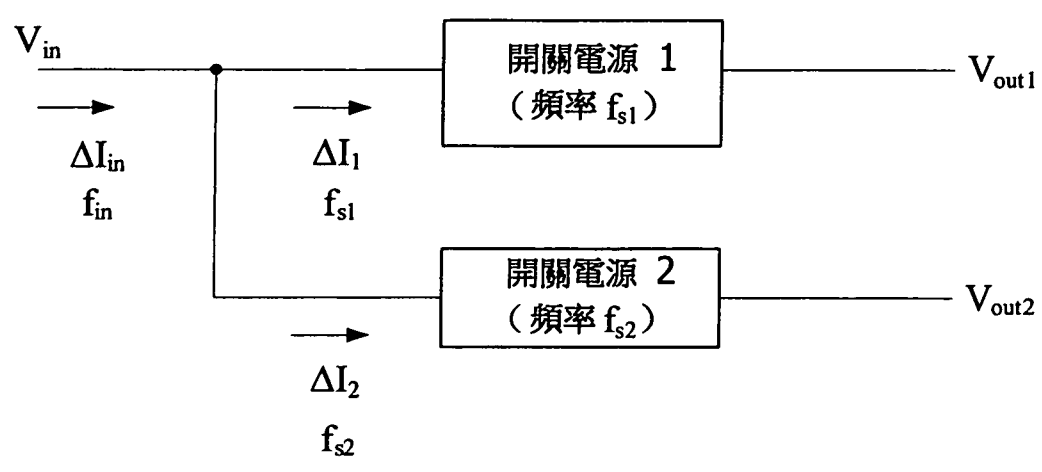 V_in
開關電源 1
(頻率 f_s1)
V_out1
ΔI_in
f_in
ΔI_1
f_s1
開關電源 2
(頻率 f_s2)
V_out2
ΔI_2
f_s2